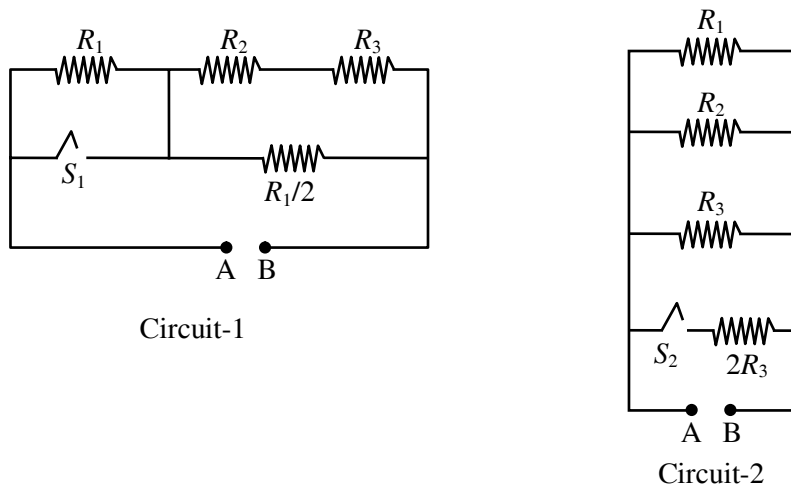 R₁
R₂
R₃
S₁
R₁/2
A
B
Circuit-1
R₁
R₂
R₃
S₂
2R₃
A
B
Circuit-2